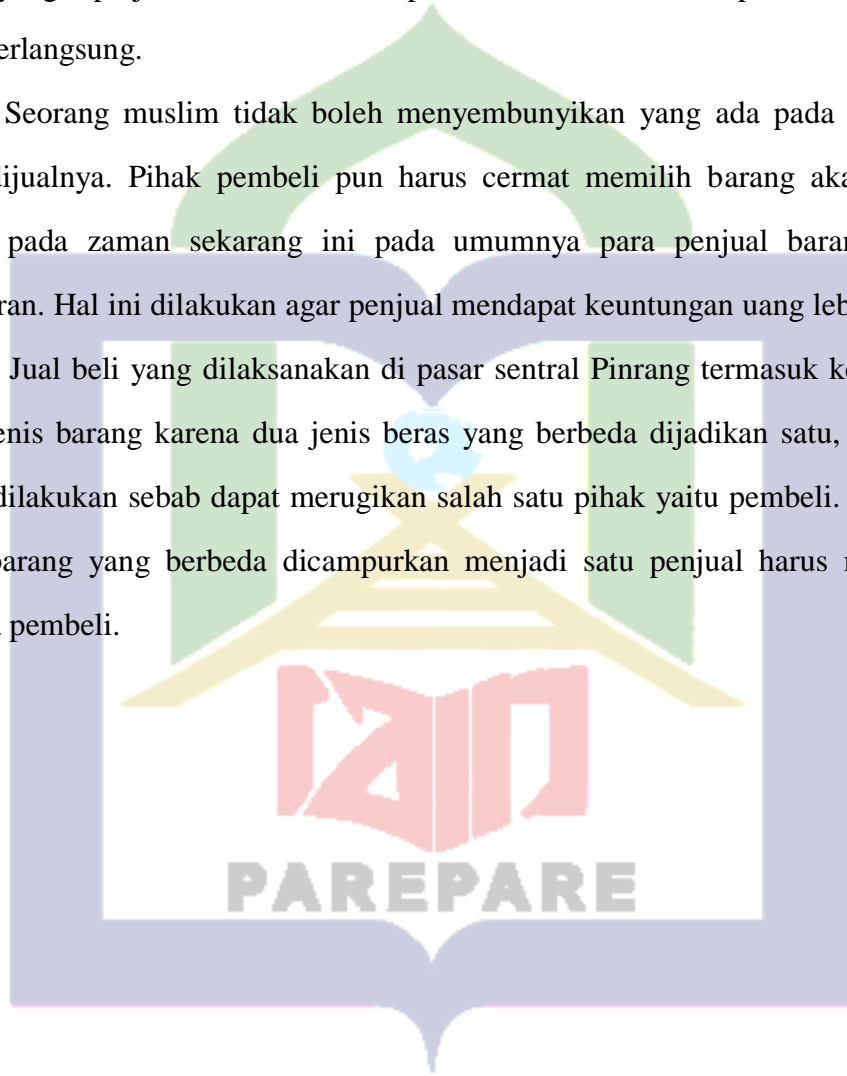 erlangsung.
Seorang muslim tidak boleh menyembunyikan yang ada pada
dijualnya. Pihak pembeli pun harus cermat memilih barang aka
pada zaman sekarang ini pada umumnya para penjual baran
ran. Hal ini dilakukan agar penjual mendapat keuntungan uang leb
Jual beli yang dilaksanakan di pasar sentral Pinrang termasuk ke
enis barang karena dua jenis beras yang berbeda dijadikan satu,
dilakukan sebab dapat merugikan salah satu pihak yaitu pembeli.
barang yang berbeda dicampurkan menjadi satu penjual harus
pembeli.
iain
PAREPARE